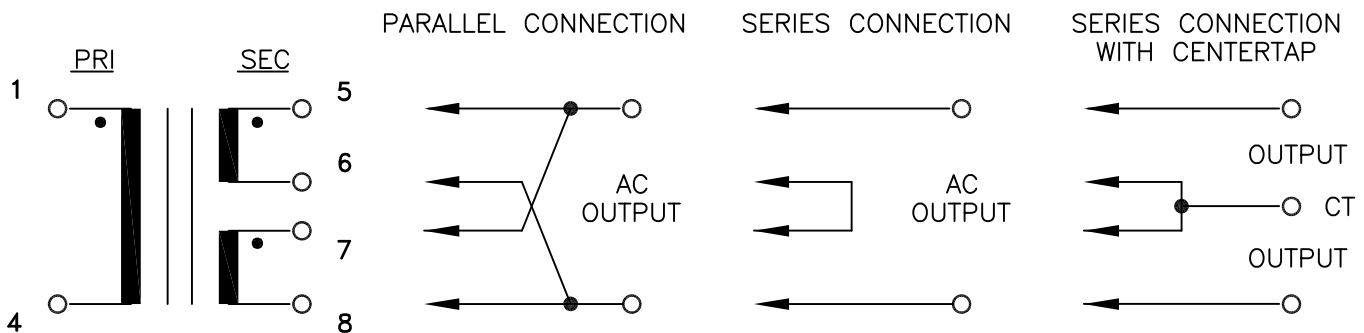 PARALLEL CONNECTION
SERIES CONNECTION
SERIES CONNECTION
WITH CENTERTAP
PRI
SEC
1
5
6
7
4
8
AC
OUTPUT
AC
OUTPUT
OUTPUT
CT
OUTPUT